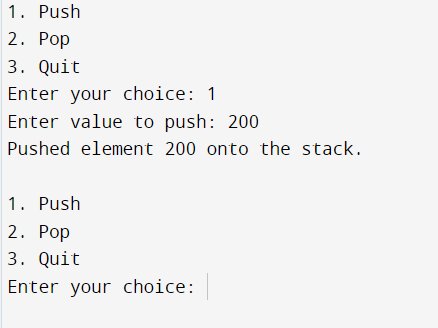 1. Push
2. Pop
3. Quit
Enter your choice: 1
Enter value to push: 200
Pushed element 200 onto the stack.
1. Push
2. Pop
3. Quit
Enter your choice: